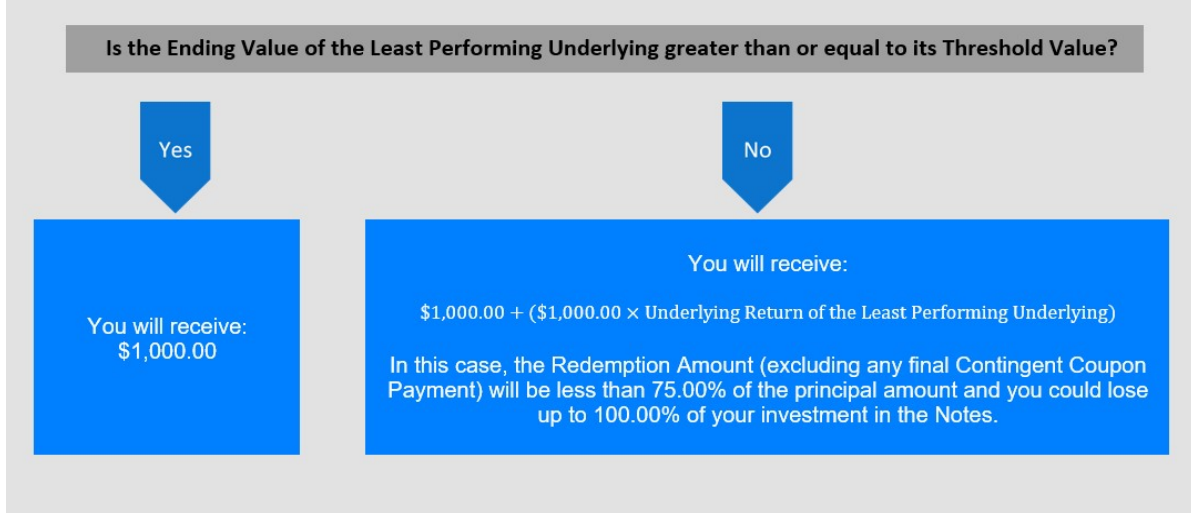 Is the Ending Value of the Least Performing Underlying greater than or equal to its Threshold Value?
Yes
No
You will receive:
$1,000.00
You will receive:
$1,000.00 + ($1,000.00 × Underlying Return of the Least Performing Underlying)
In this case, the Redemption Amount (excluding any final Contingent Coupon
Payment) will be less than 75.00% of the principal amount and you could lose
up to 100.00% of your investment in the Notes.